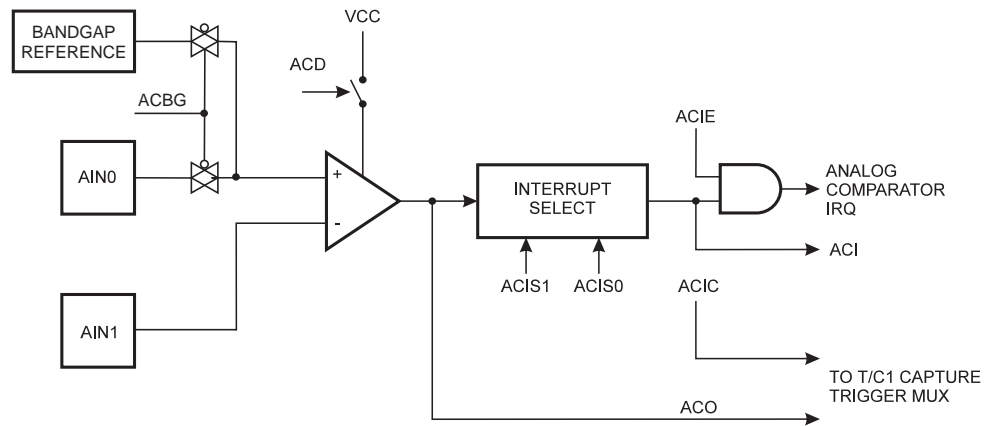 BANDGAP
REFERENCE
VCC
ACD
ACBG
ACIE
AIN0
+
-
INTERRUPT
SELECT
ANALOG
COMPARATOR
IRQ
ACI
ACIS1
ACIS0
ACIC
AIN1
TO T/C1 CAPTURE
TRIGGER MUX
ACO